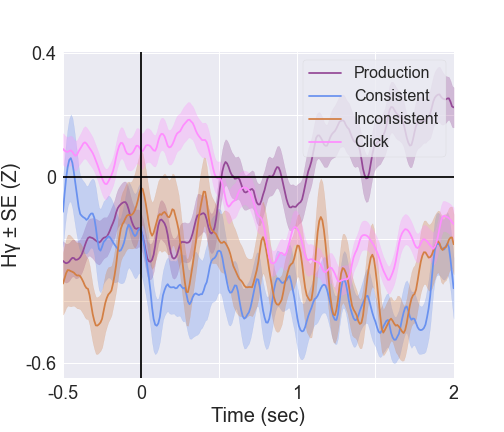 0.4
0
-0.6
Hγ ± SE (Z)
Production
Consistent
Inconsistent
Click
-0.5
0
1
2
Time (sec)